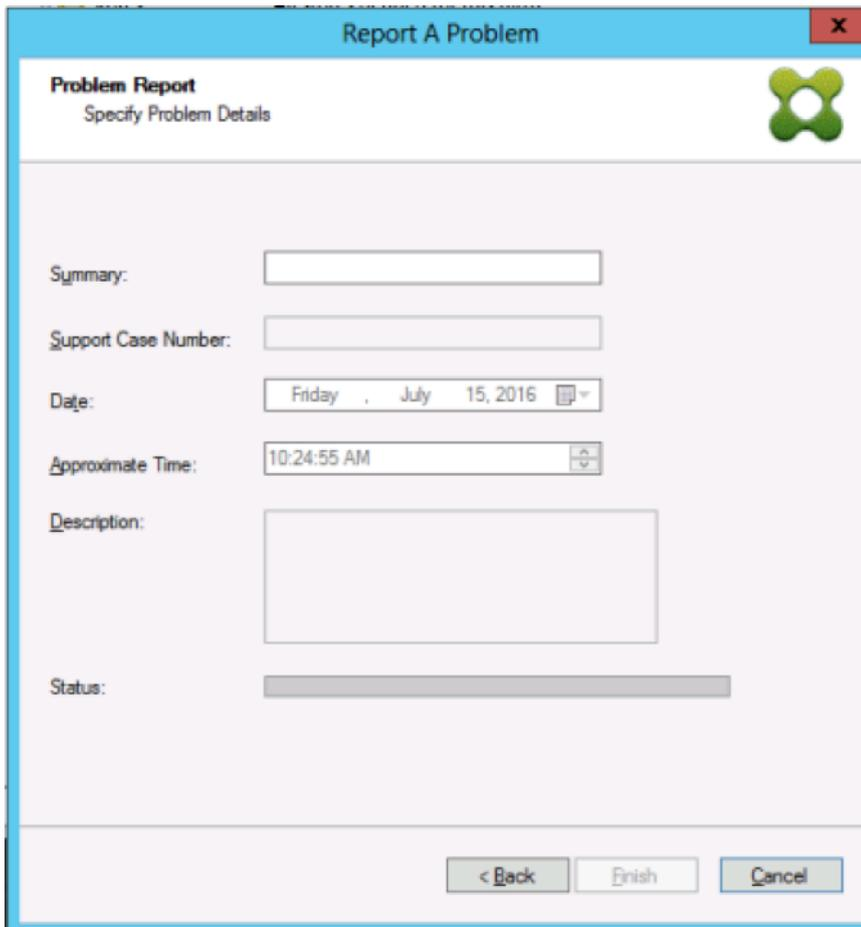 Report A Problem
x
Problem Report
Specify Problem Details
Summary:
Support Case Number:
Date:
Friday , July 15, 2016
Approximate Time:
10:24:55 AM
Description:
Status:
< Back
Finish
Cancel